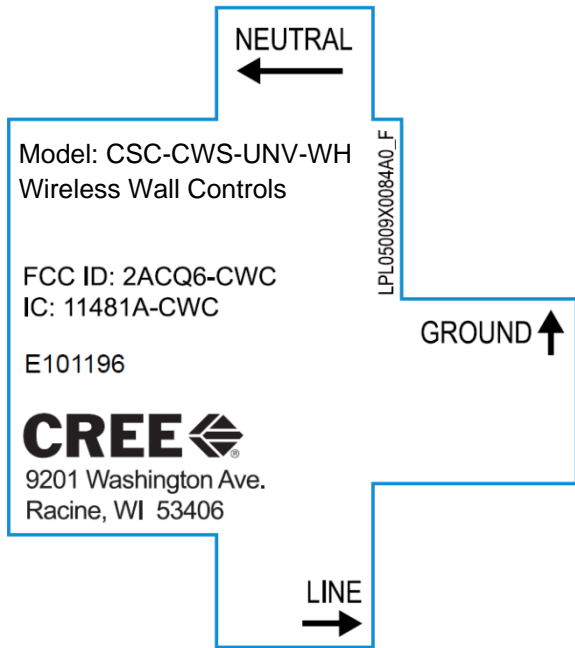 NEUTRAL
Model: CSC-CWS-UNV-WH
Wireless Wall Controls
LPL05009X0084A0_F
FCC ID: 2ACQ6-CWC
IC: 11481A-CWC
GROUND
E101196
CREE
®
9201 Washington Ave.
Racine, WI 53406
LINE